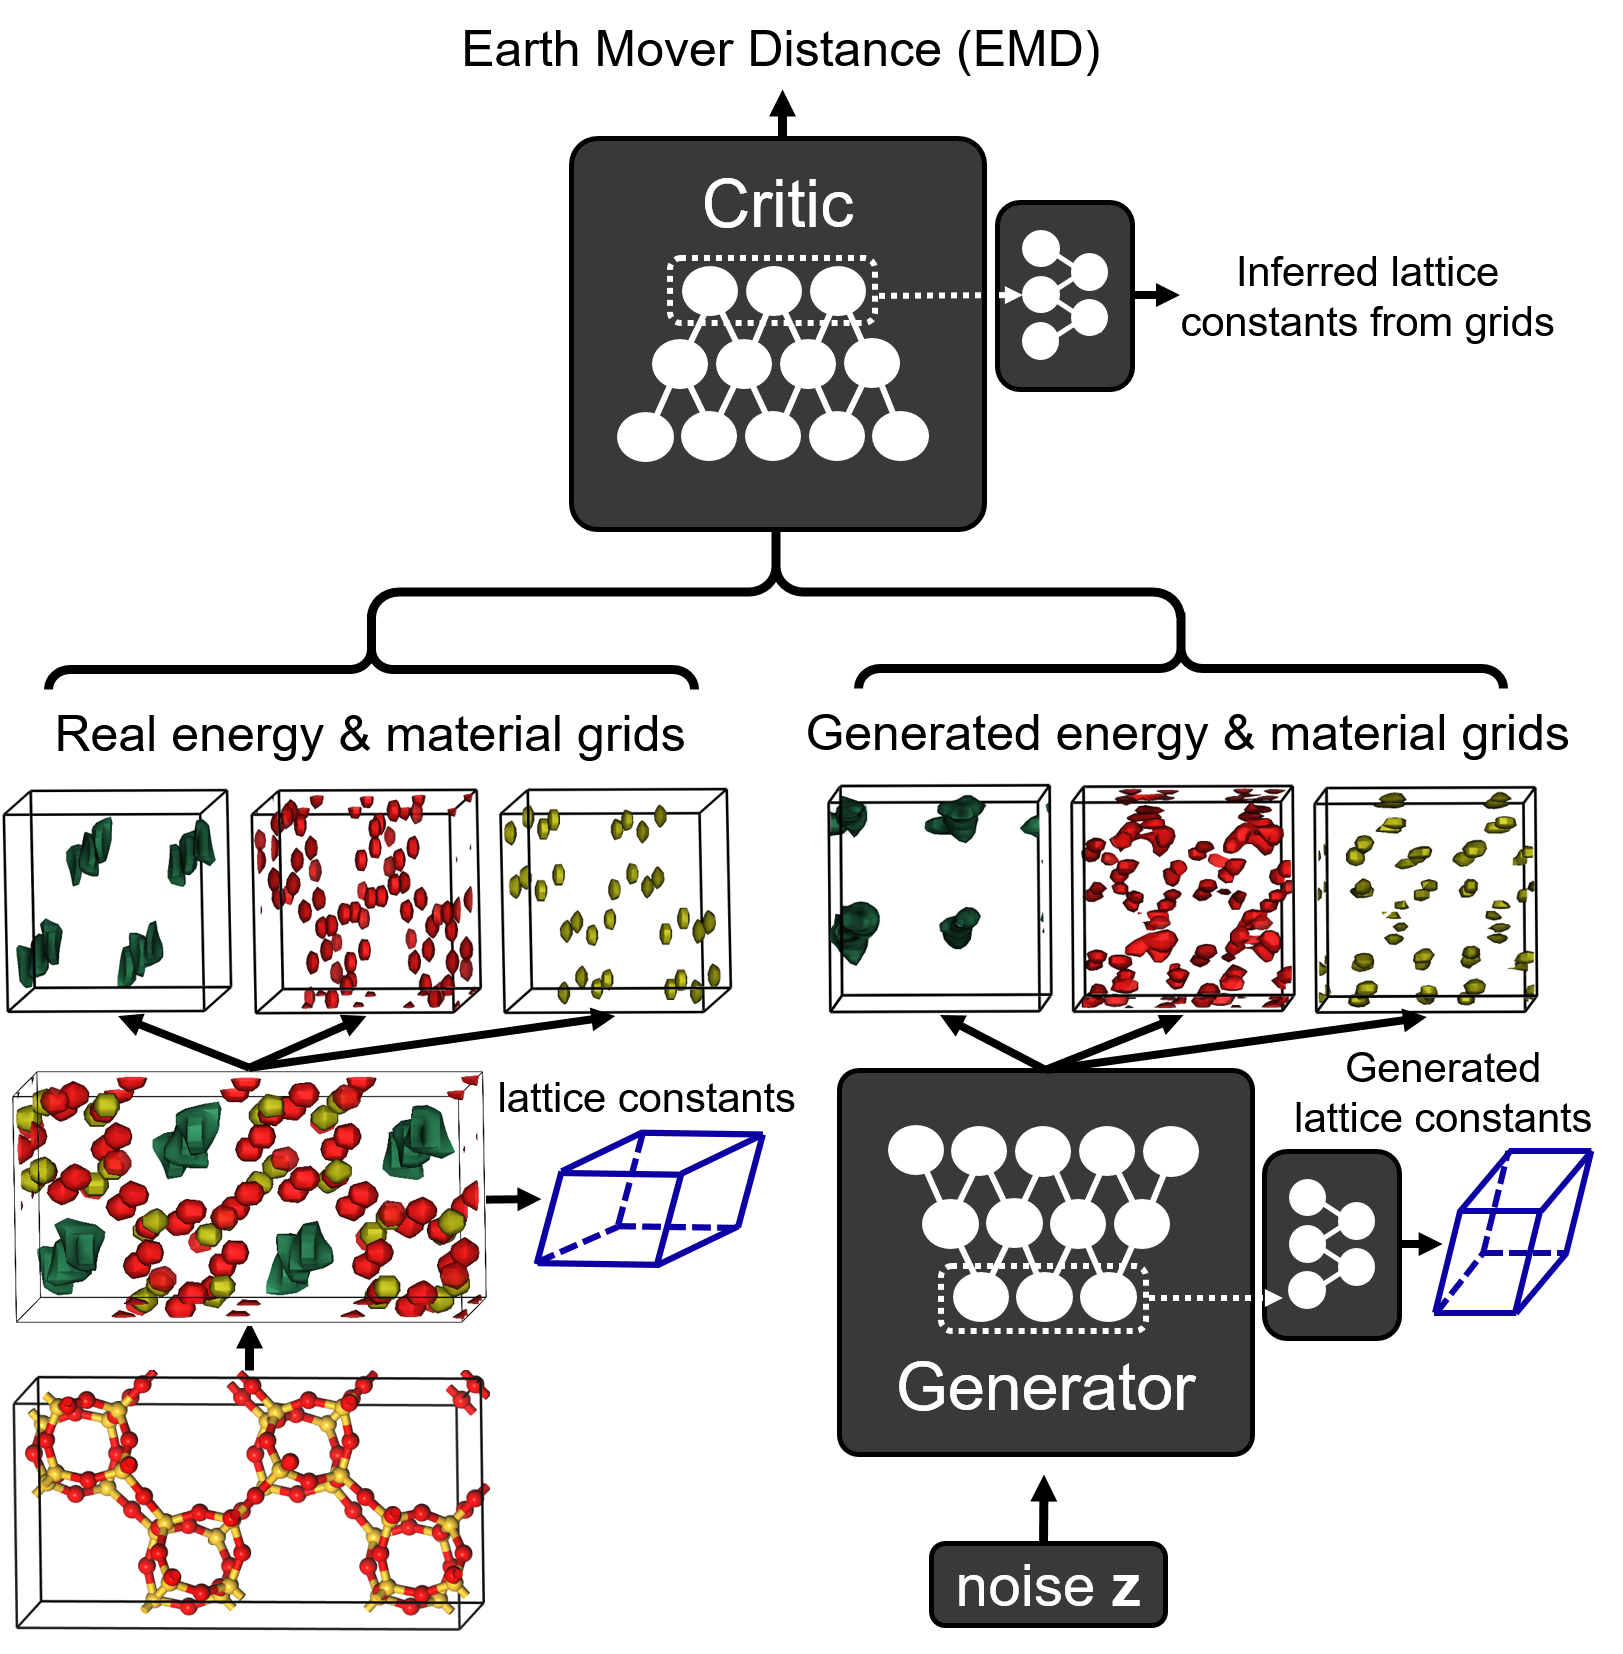 Earth Mover Distance (EMD)
Critic
Inferred lattice
constants from grids
Real energy & material grids
Generated energy & material grids
lattice constants
Generated
lattice constants
Generator
noise z